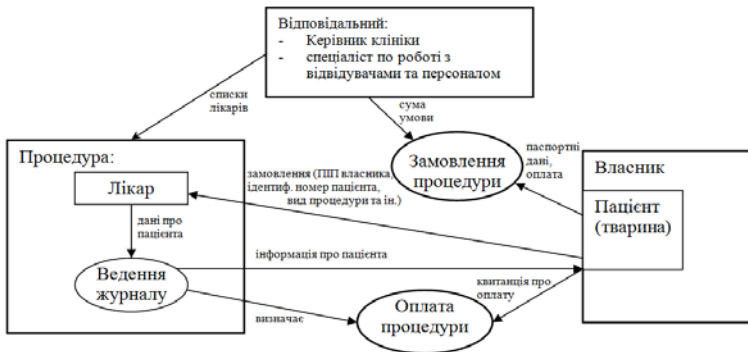 Відповідальний:
- Керівник клініки
- спеціаліст по роботі з
відвідувачами та персоналом
списки
лікарів
сума
умови
Процедура:
Лікар
дані про
пацієнта
Ведення
журналу
замовлення (ПІП власника,
ідентиф. номер пацієнта,
вид процедури та ін.)
Замовлення
процедури
паспортні
дані,
оплата
Власник
Пацієнт
(тварина)
інформація про пацієнта
визначає
Оплата
процедури
квитанція про
оплату